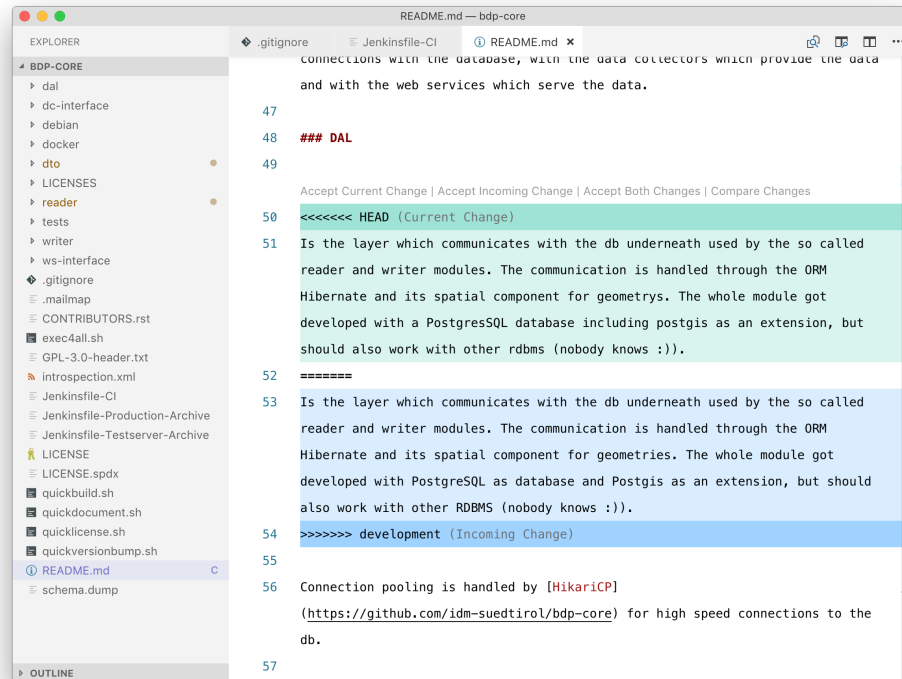 README.md — bdp-core
EXPLORER
.gitignore
Jenkinsfile-CI
README.md
BDP-CORE
dal
dc-interface
debian
docker
dto
LICENSES
reader
tests
writer
ws-interface
.gitignore
.mailmap
CONTRIBUTORS.rst
exec4all.sh
GPL-3.0-header.txt
introspection.xml
Jenkinsfile-CI
Jenkinsfile-Production-Archive
Jenkinsfile-Testserver-Archive
LICENSE
LICENSE.spdx
quickbuild.sh
quickdocument.sh
quicklicense.sh
quickversionbump.sh
README.md C
schema.dump
OUTLINE
connections with the database, with the data collectors which provide the data
and with the web services which serve the data.
47
48 ### DAL
49
Accept Current Change | Accept Incoming Change | Accept Both Changes | Compare Changes
50 <<<<<<< HEAD (Current Change)
51 Is the layer which communicates with the db underneath used by the so called
reader and writer modules. The communication is handled through the ORM
Hibernate and its spatial component for geometrys. The whole module got
developed with a PostgresSQL database including postgis as an extension, but
should also work with other rdbms (nobody knows :)).
52 =======
53 Is the layer which communicates with the db underneath used by the so called
reader and writer modules. The communication is handled through the ORM
Hibernate and its spatial component for geometries. The whole module got
developed with PostgreSQL as database and Postgis as an extension, but should
also work with other RDBMS (nobody knows :)).
54 >>>>>>> development (Incoming Change)
55
56 Connection pooling is handled by [HikariCP]
(https://github.com/idm-suedtirol/bdp-core) for high speed connections to the
db.
57